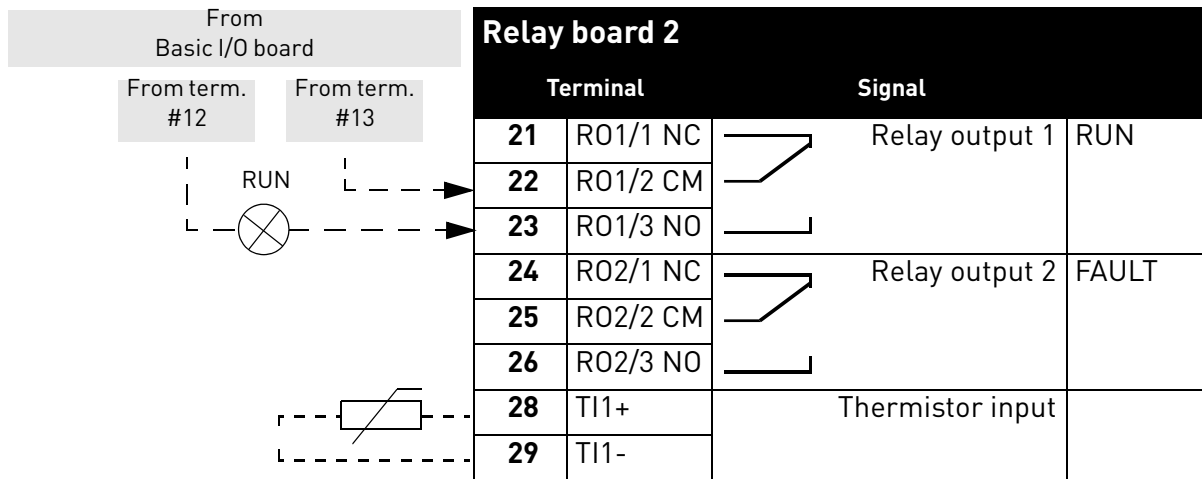 From
Basic I/O board
From term.
#12
From term.
#13
RUN
Relay board 2
Terminal Signal
21 RO1/1 NC Relay output 1 RUN
22 RO1/2 CM
23 RO1/3 NO
24 RO2/1 NC Relay output 2 FAULT
25 RO2/2 CM
26 RO2/3 NO
28 TI1+ Thermistor input
29 TI1-